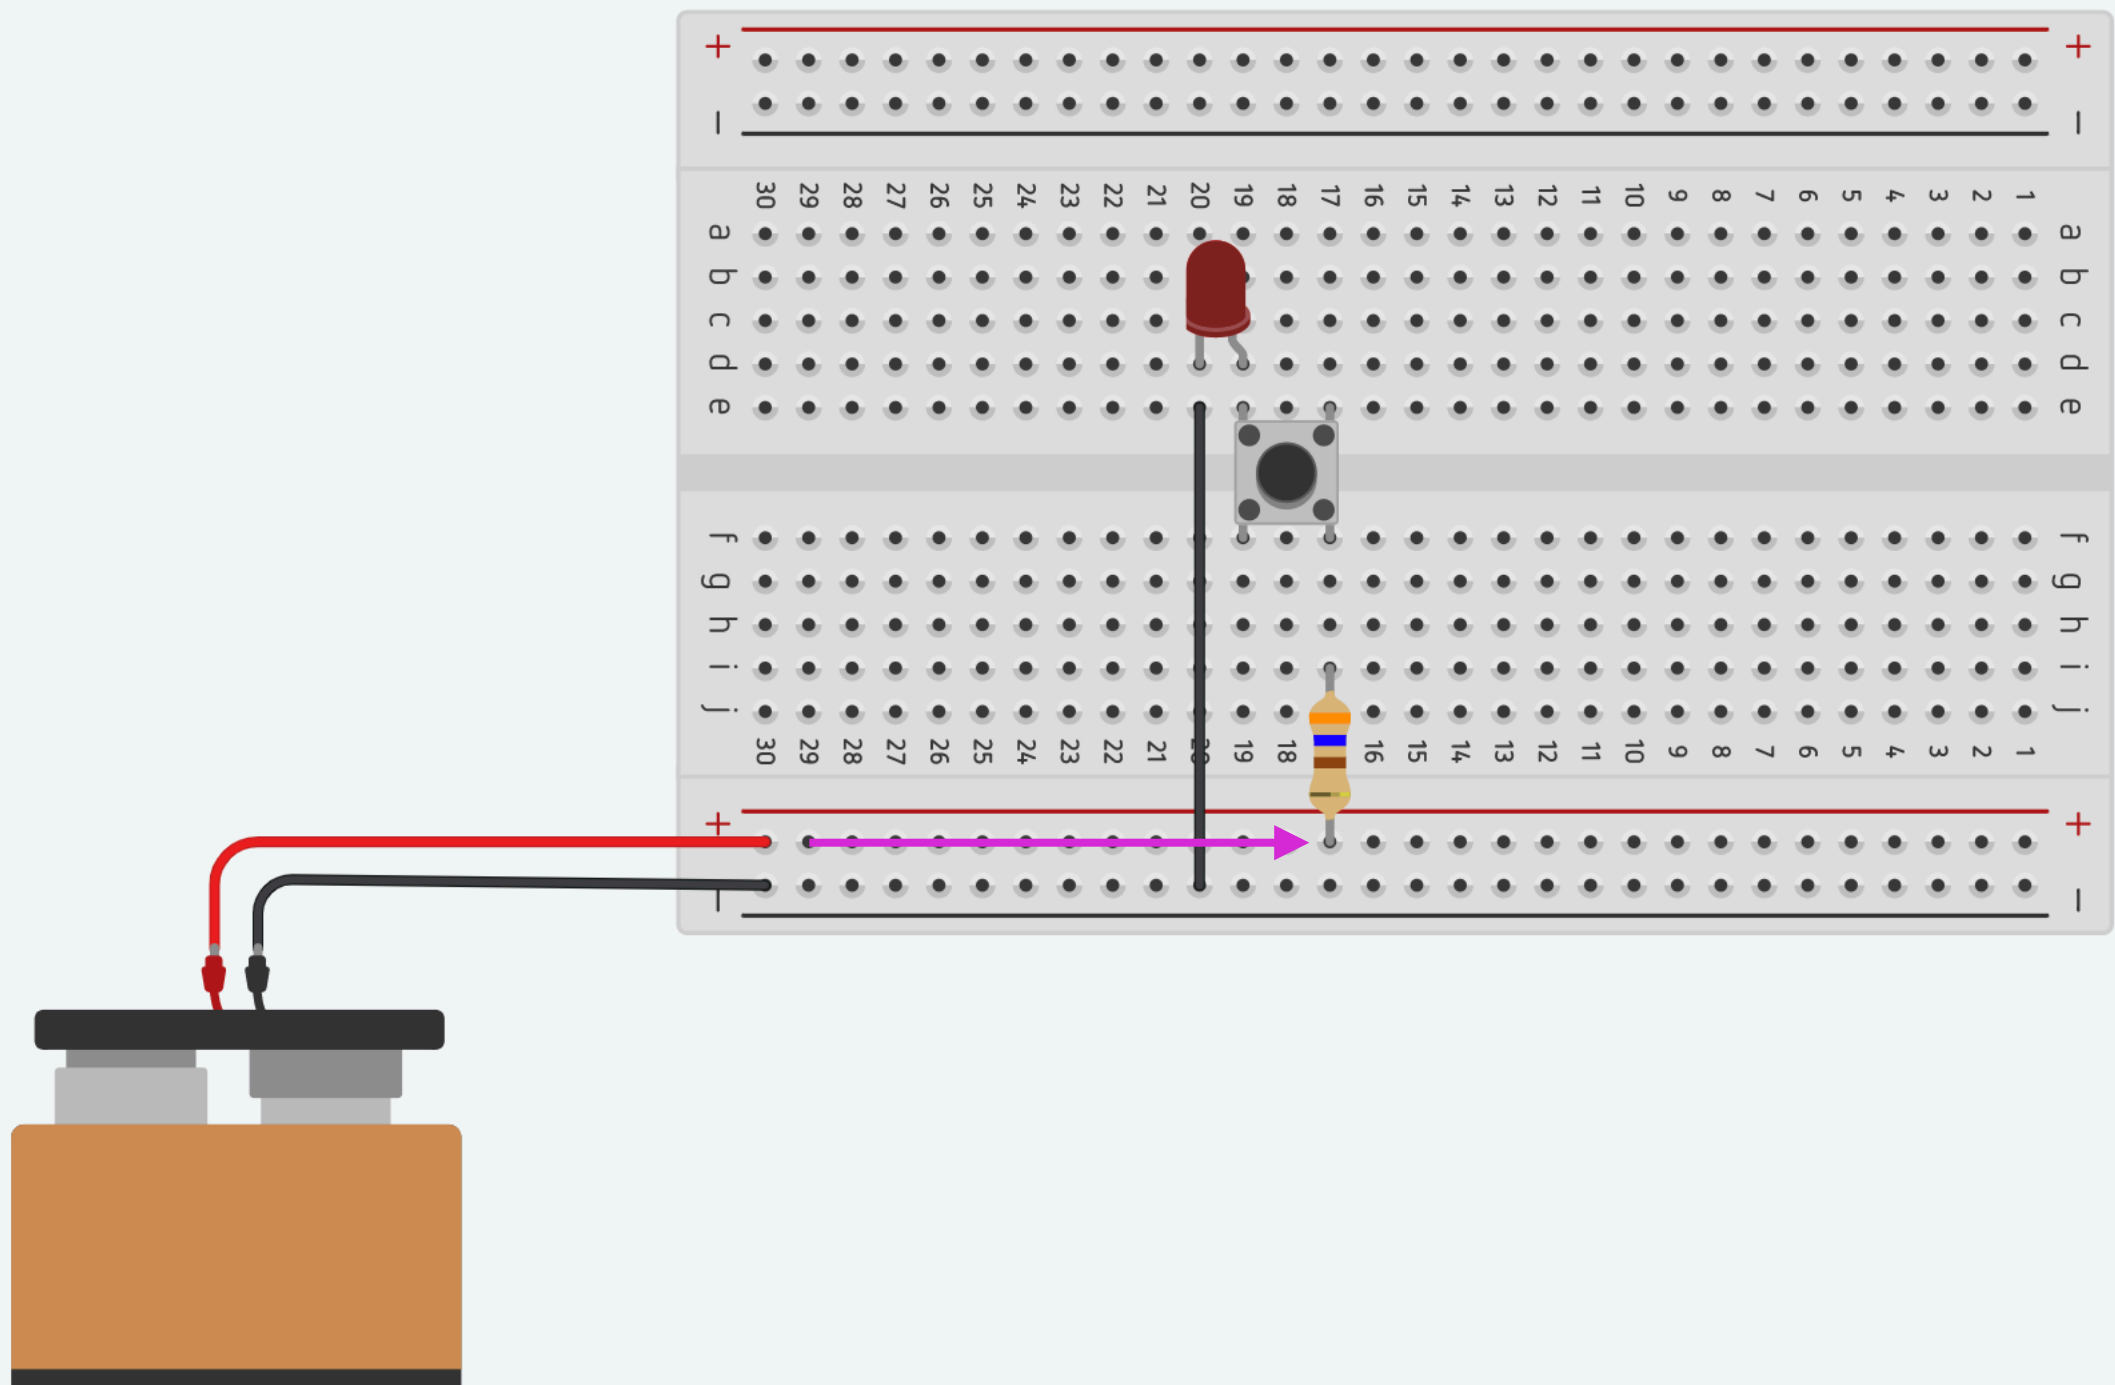 + +
− −
30 29 28 27 26 25 24 23 22 21 20 19 18 17 16 15 14 13 12 11 10 9 8 7 6 5 4 3 2 1
a a
b b
c c
d d
e e
f f
g g
h h
i i
j j
30 29 28 27 26 25 24 23 22 21 20 19 18 16 15 14 13 12 11 10 9 8 7 6 5 4 3 2 1
+ +
− −